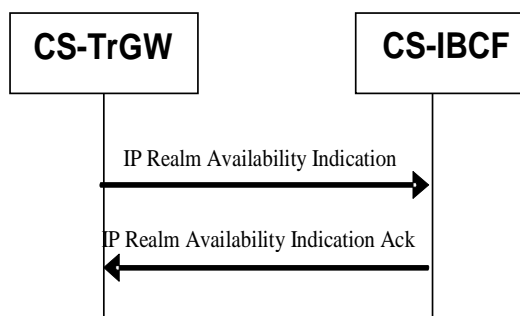 CS-TrGW
CS-IBCF
IP Realm Availability Indication
IP Realm Availability Indication Ack